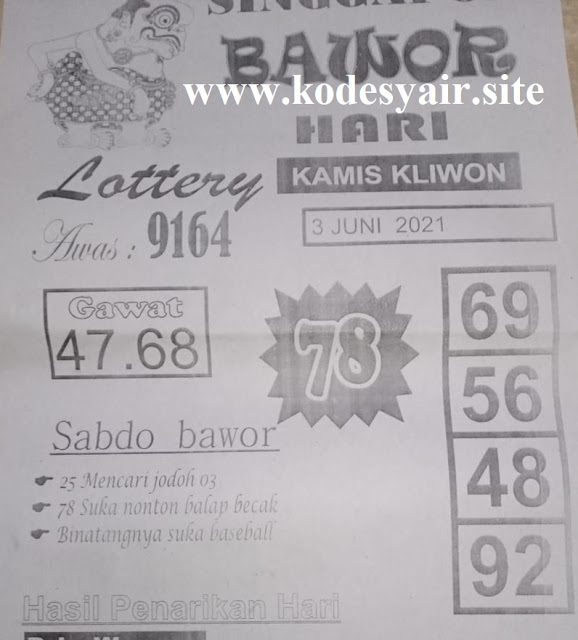 BAWOR
www.kodesyair.site
HARI
Lottery
KAMIS KLIWON
Awas : 9164
3 JUNI 2021
Gawat
47.68
78
69
56
48
92
Sabdo bawor
25 Mencari jodoh 03
78 Suka nonton balap becak
Binatangnya suka baseball
Hasil Penarikan Hari